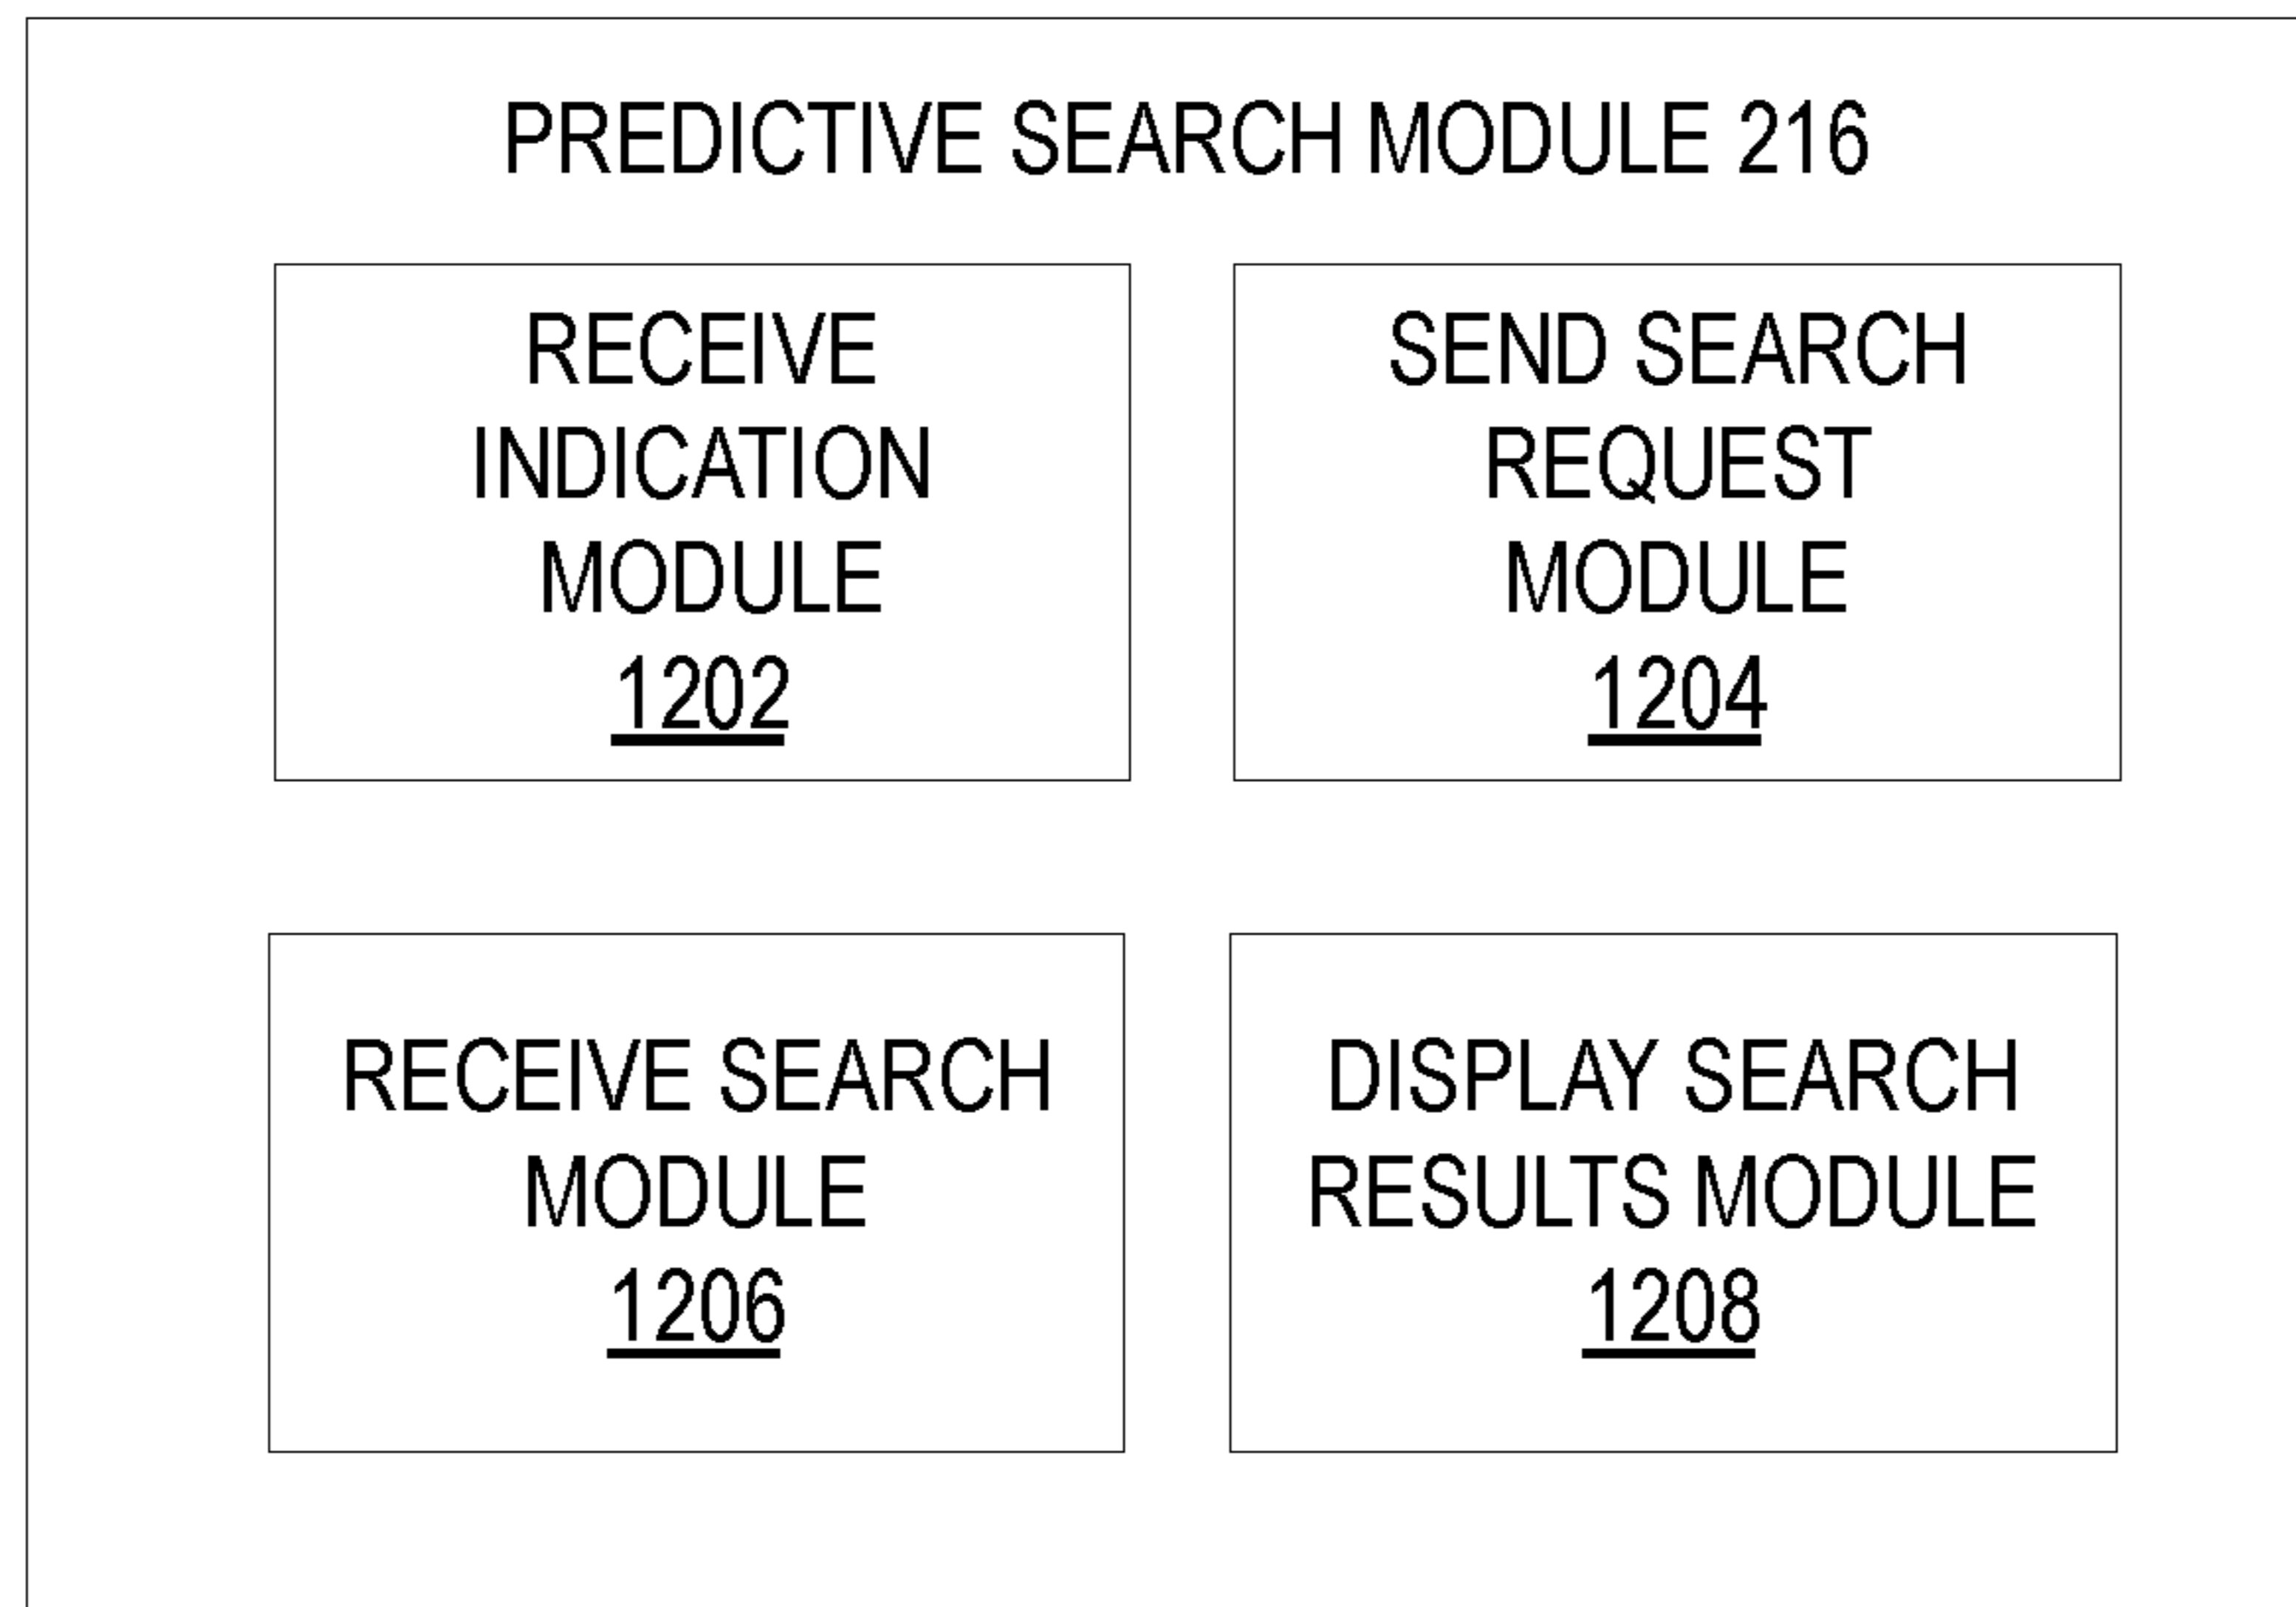 PREDICTIVE SEARCH MODULE 216
RECEIVE
INDICATION
MODULE
1202
SEND SEARCH
REQUEST
MODULE
1204
RECEIVE SEARCH
MODULE
1206
DISPLAY SEARCH
RESULTS MODULE
1208